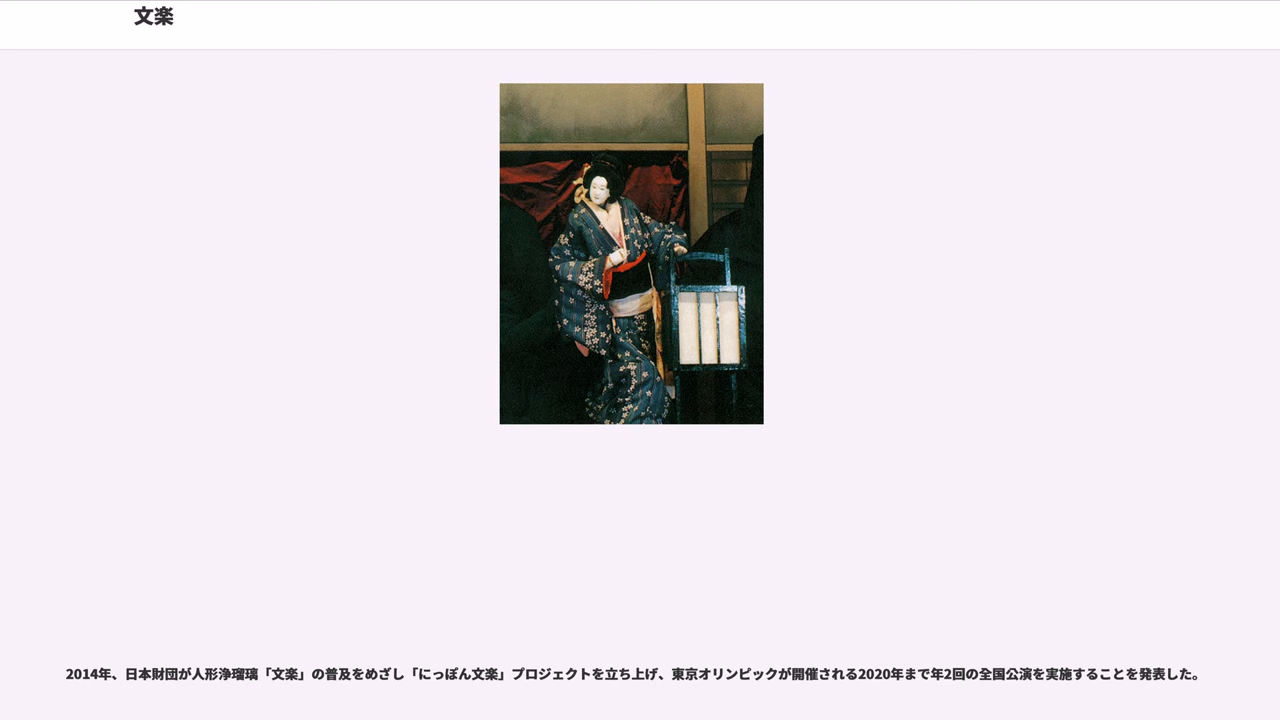 文楽
2014年、日本財団が人形浄瑠璃「文楽」の普及をめざし「にっぽん文楽」プロジェクトを立ち上げ、東京オリンピックが開催される2020年まで年2回の全国公演を実施することを発表した。